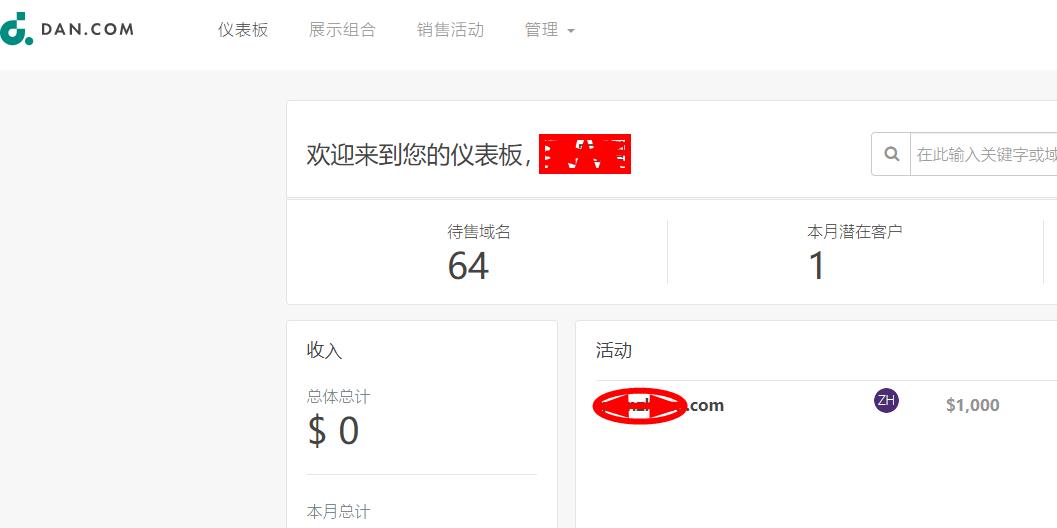 DAN.COM 仪表板 展示组合 销售活动 管理
欢迎来到您的仪表板,
在此输入关键字或域
待售域名 本月潜在客户
64 1
收入
总体总计
$ 0
本月总计
活动
.com ZH $1,000